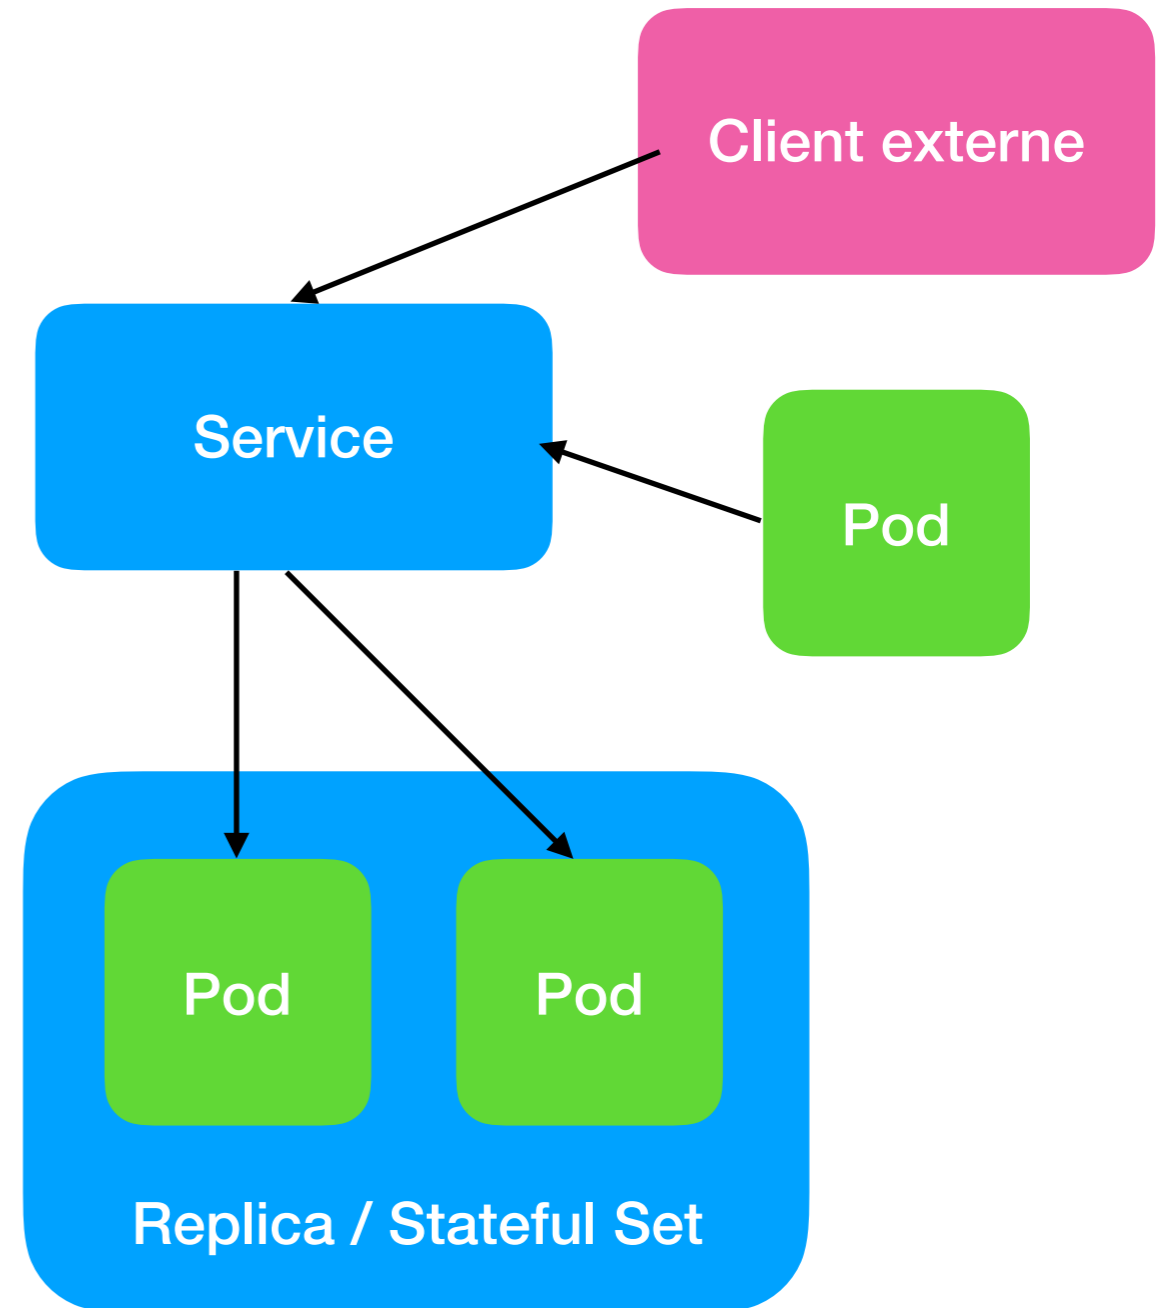 Client externe
Service
Pod
Pod
Pod
Replica / Stateful Set